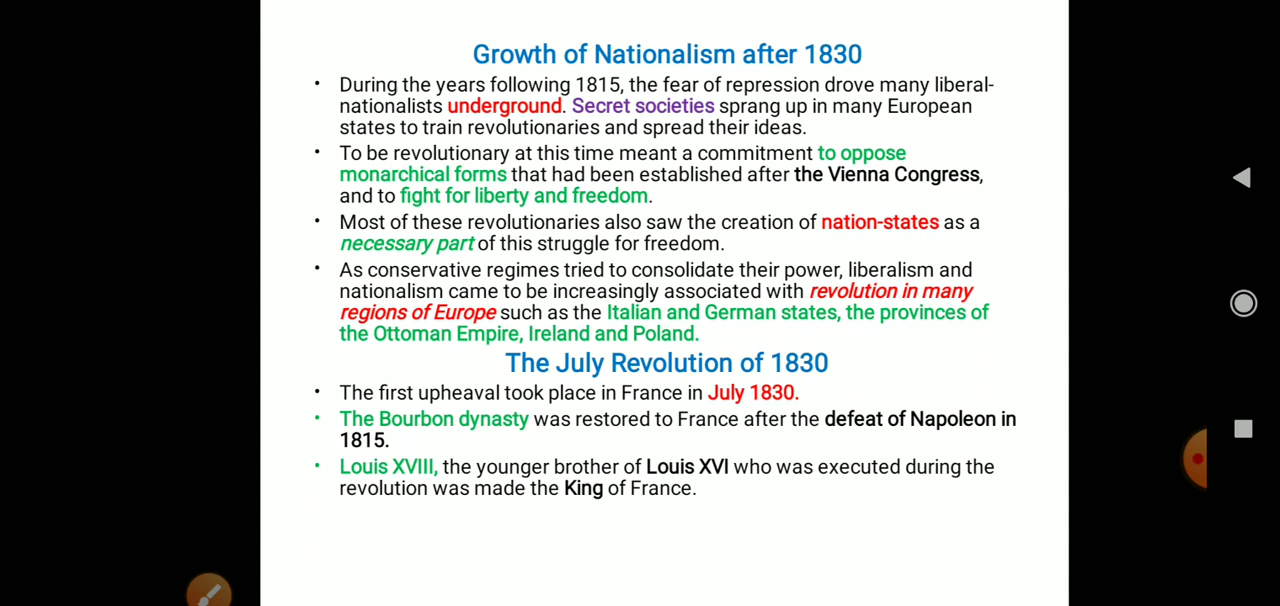 Growth of Nationalism after 1830
• During the years following 1815, the fear of repression drove many liberal-
nationalists underground. Secret societies sprang up in many European
states to train revolutionaries and spread their ideas.
• To be revolutionary at this time meant a commitment to oppose
monarchical forms that had been established after the Vienna Congress,
and to fight for liberty and freedom.
• Most of these revolutionaries also saw the creation of nation-states as a
necessary part of this struggle for freedom.
• As conservative regimes tried to consolidate their power, liberalism and
nationalism came to be increasingly associated with revolution in many
regions of Europe such as the Italian and German states, the provinces of
the Ottoman Empire, Ireland and Poland.
The July Revolution of 1830
• The first upheaval took place in France in July 1830.
• The Bourbon dynasty was restored to France after the defeat of Napoleon in
1815.
• Louis XVIII, the younger brother of Louis XVI who was executed during the
revolution was made the King of France.